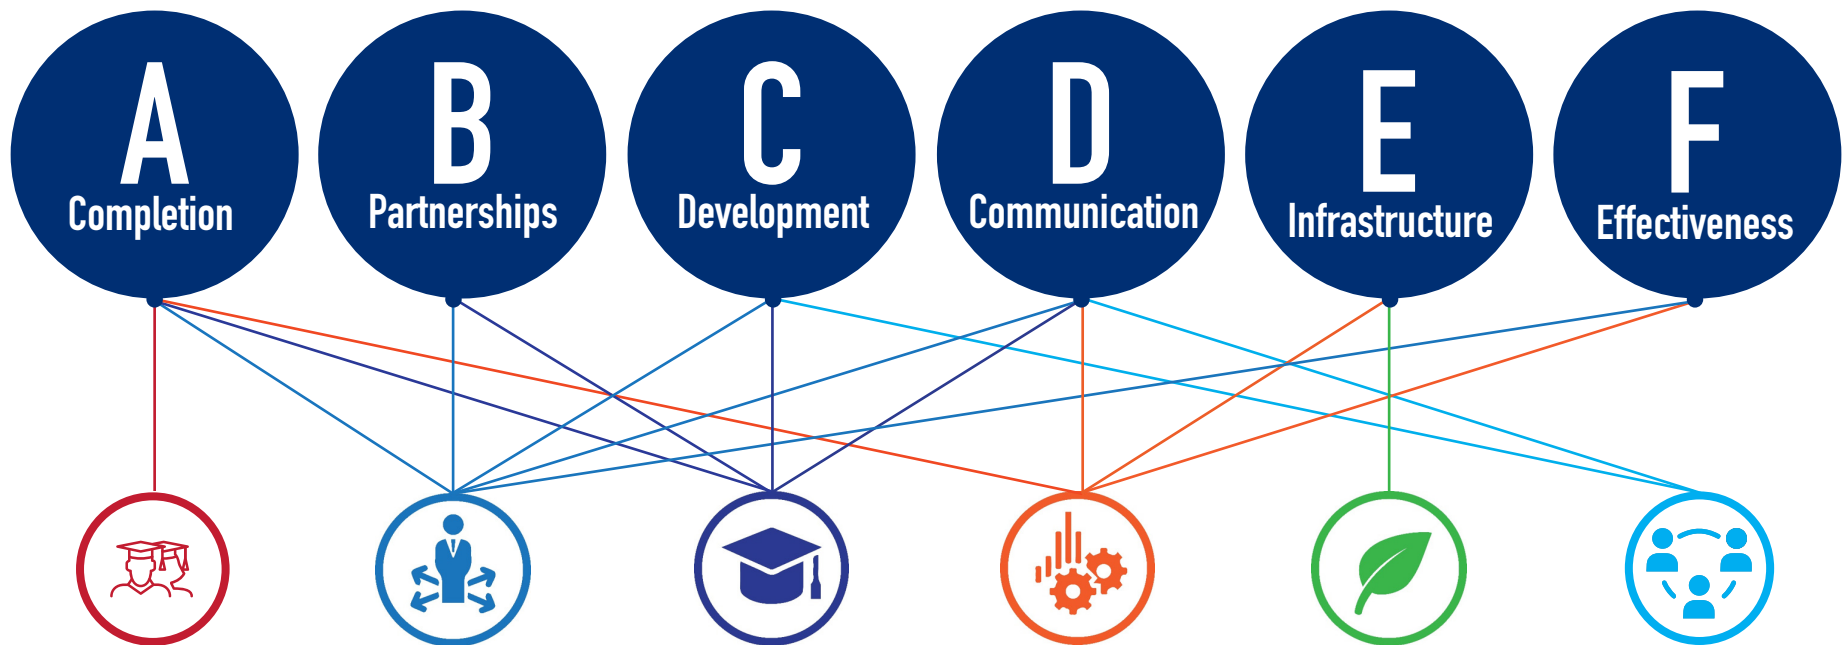 A
Completion
B
Partnerships
C
Development
D
Communication
E
Infrastructure
F
Effectiveness